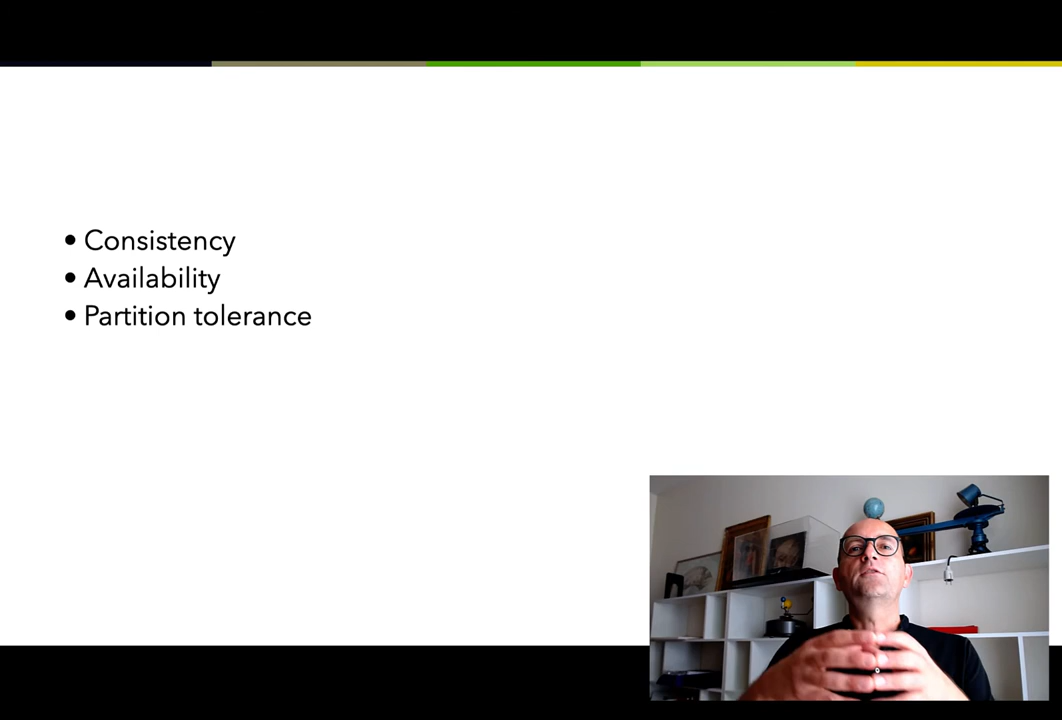 • Consistency
• Availability
• Partition tolerance